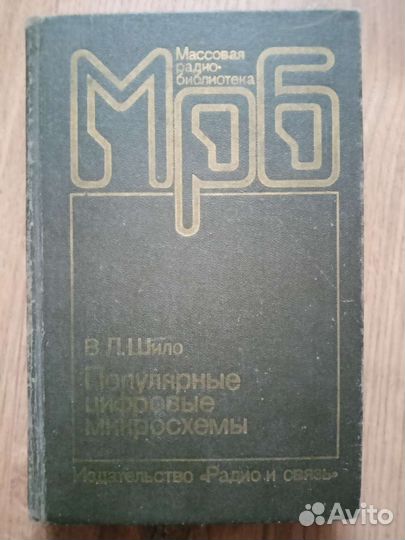 Массовая
радио-
библиотека
Мрб
В. Л. Шило
Популярные
цифровые
микросхемы
Издательство «Радио и связь»
Avito